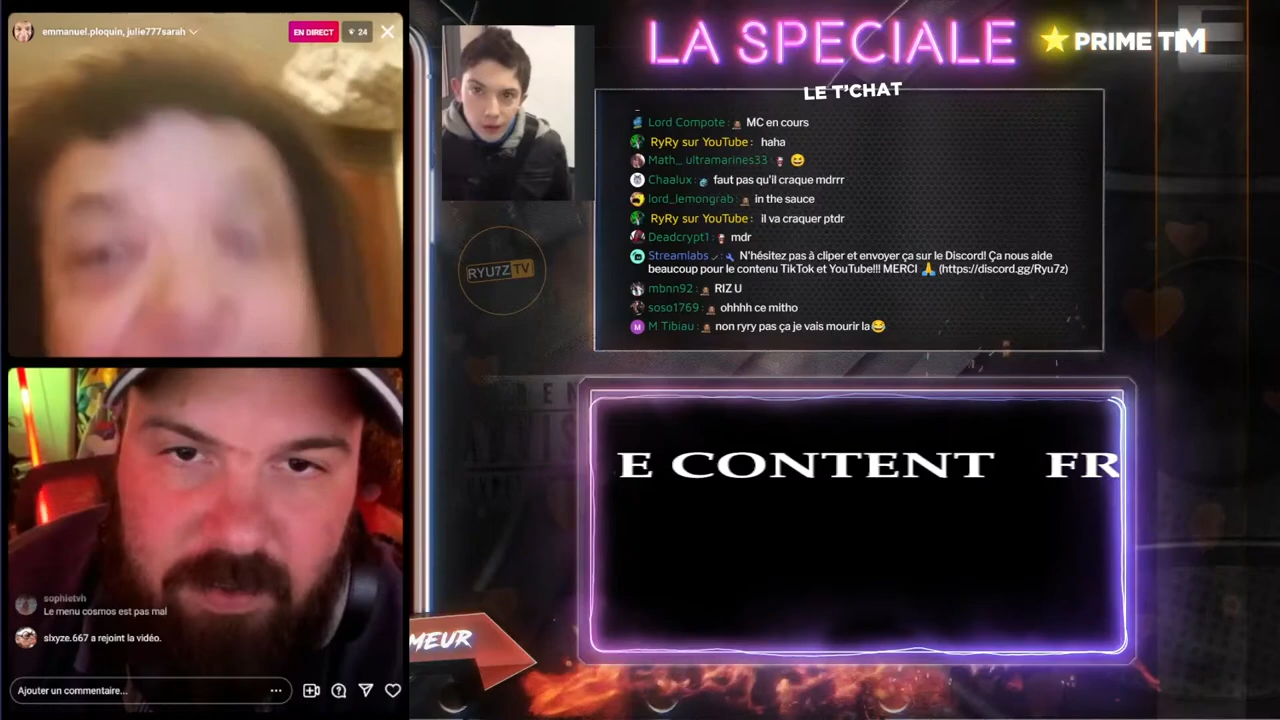 emmanuel.ploquin, julie777sarah
EN DIRECT
24
sophietvh
Le menu cosmos est pas mal
slxyze.667 a rejoint la vidéo.
Ajouter un commentaire...
RYU7Z TV
MEUR
LA SPECIALE
PRIME TIM
LE T'CHAT
Lord Compote : MC en cours
RyRy sur YouTube : haha
Math_ ultramarines33 : 😄
Chaalux : faut pas qu'il craque mdrrr
lord_lemongrab : in the sauce
RyRy sur YouTube : il va craquer ptdr
Deadcrypt1 : mdr
Streamlabs : N'hésitez pas à cliper et envoyer ça sur le Discord! Ça nous aide
beaucoup pour le contenu TikTok et YouTube!!! MERCI 🙏 (https://discord.gg/Ryu7z)
mbnn92 : RIZ U
soso1769 : ohhhh ce mitho
M Tibiau : non ryry pas ça je vais mourir la😂
E CONTENT FR